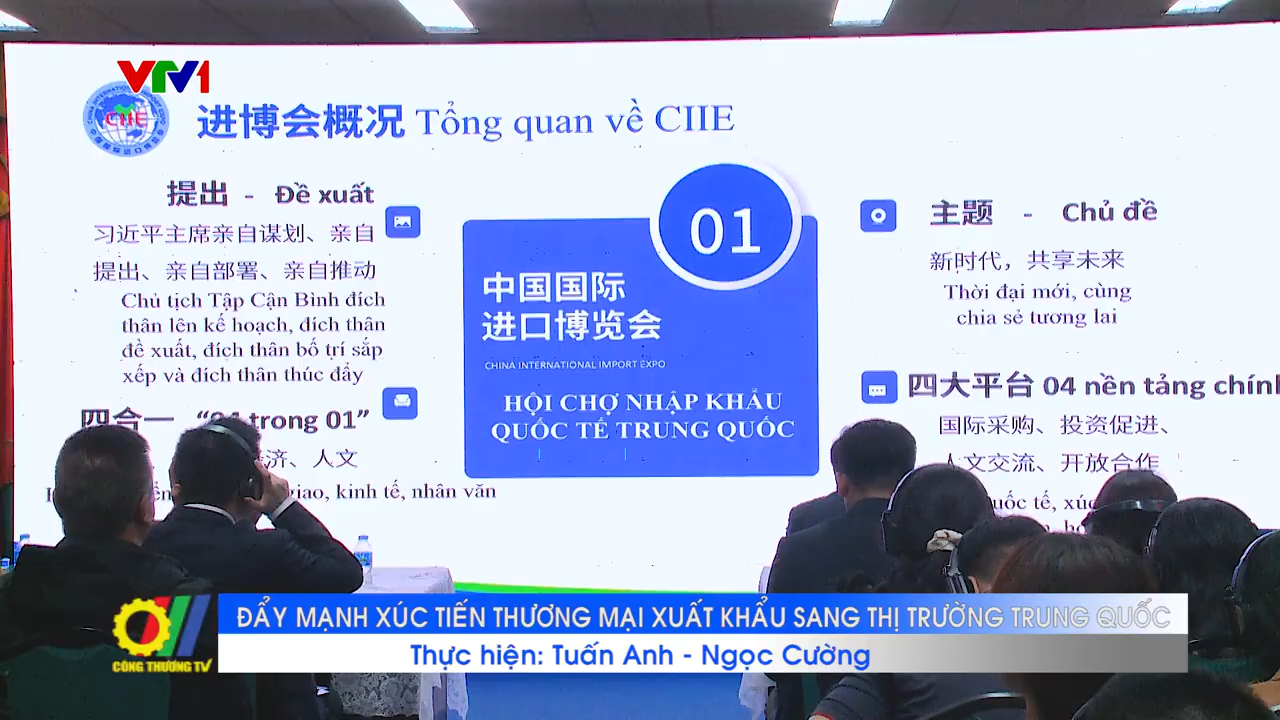 VTV1
CIIE
进博会概况 Tổng quan về CIIE
提出 - Đề xuất
习近平主席亲自谋划、亲自
提出、亲自部署、亲自推动
Chủ tịch Tập Cận Bình đích
thân lên kế hoạch, đích thân
đề xuất, đích thân bố trí sắp
xếp và đích thân thúc đẩy
四合一 “04 trong 01”
济、人文
giao, kinh tế, nhân văn
01
中国国际
进口博览会
CHINA INTERNATIONAL IMPORT EXPO
HỘI CHỢ NHẬP KHẨU
QUỐC TẾ TRUNG QUỐC
主题 - Chủ đề
新时代，共享未来
Thời đại mới, cùng
chia sẻ tương lai
四大平台 04 nền tảng chính
国际采购、投资促进、
人文交流、开放合作
quốc tế, xúc
ĐẨY MẠNH XÚC TIẾN THƯƠNG MẠI XUẤT KHẨU SANG THỊ TRƯỜNG TRUNG QUỐC
Thực hiện: Tuấn Anh - Ngọc Cường
CÔNG THƯƠNG TV